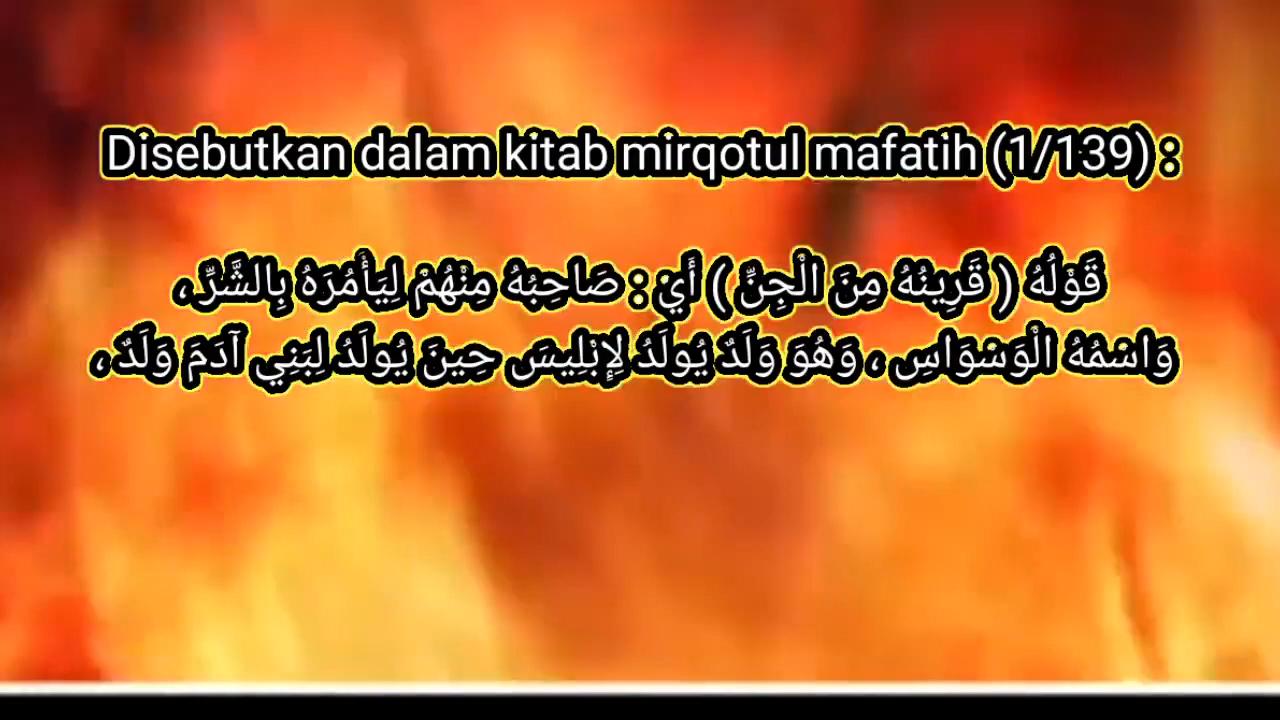 Disebutkan dalam kitab mirqotul mafatih (1/139) :
قَوْلُهُ ( قَرِينُهُ مِنَ الْجِنِّ ) أَيْ : صَاحِبُهُ مِنْهُمْ لِيَأْمُرَهُ بِالشَّرِّ ،
وَاسْمُهُ الْوَسْوَاسِ ، وَهُوَ وَلَدٌ يُولَدُ لِإِبْلِيسَ حِينَ يُولَدُ لِبَنِي آدَمَ وَلَدٌ ،